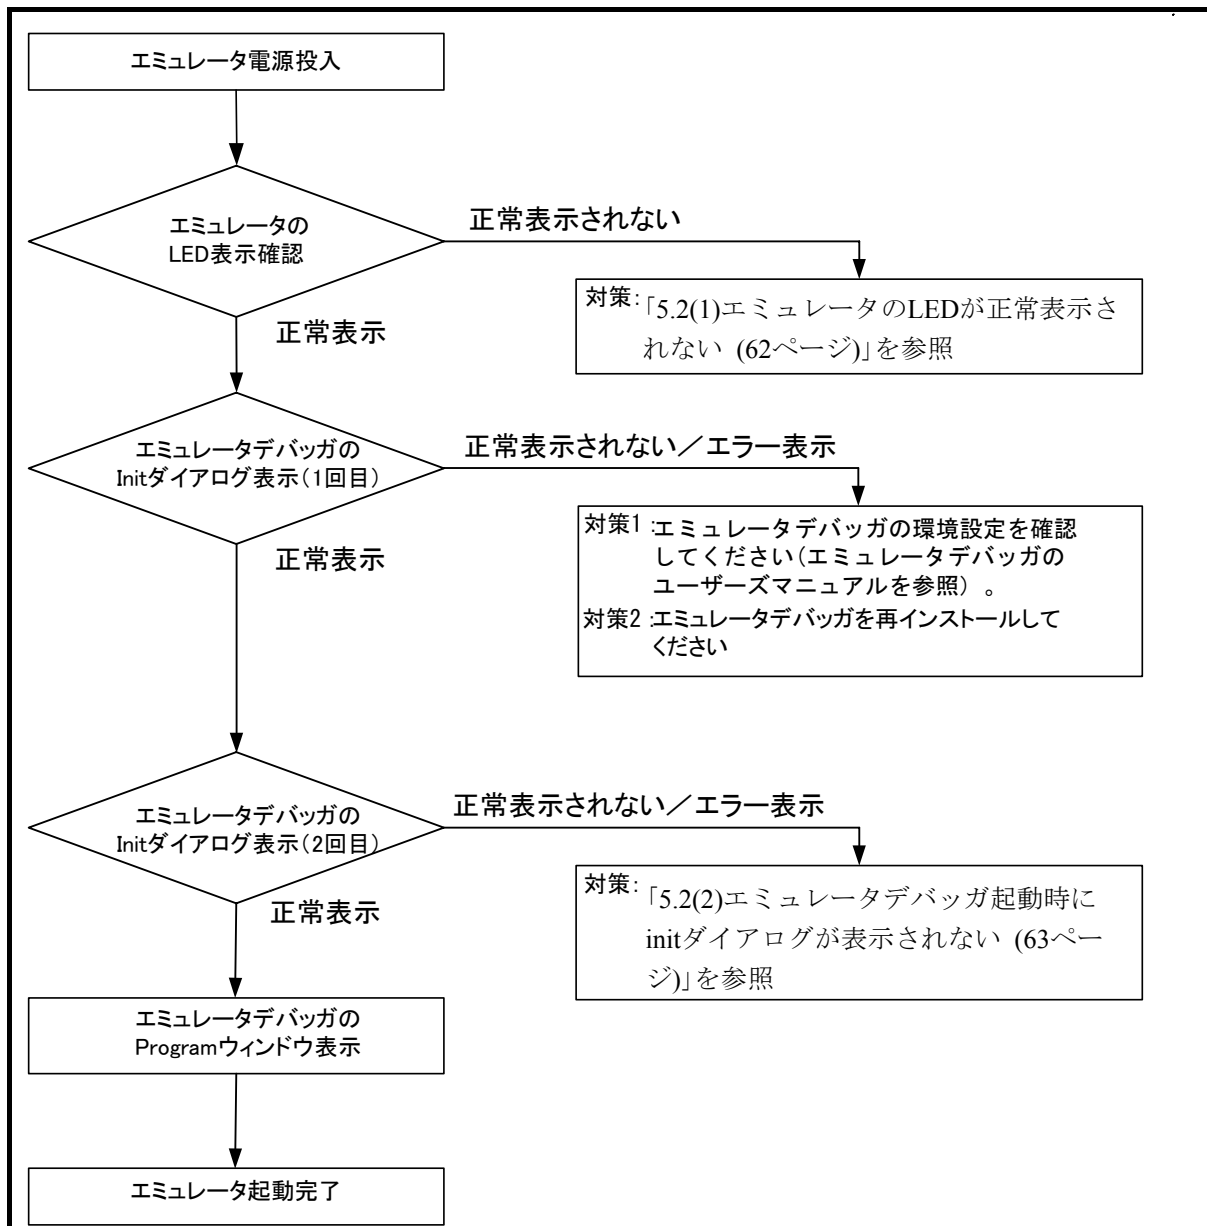 エミュレータ電源投入
エミュレータの
LED表示確認
正常表示されない
対策:
「5.2(1)エミュレータのLEDが正常表示さ
れない (62ページ)」を参照
正常表示
エミュレータデバッガの
Initダイアログ表示(1回目)
正常表示されない／エラー表示
対策1:エミュレータデバッガの環境設定を確認
してください(エミュレータデバッガの
ユーザーズマニュアルを参照) 。
対策2:エミュレータデバッガを再インストールして
ください
正常表示
エミュレータデバッガの
Initダイアログ表示(2回目)
正常表示されない／エラー表示
対策:
「5.2(2)エミュレータデバッガ起動時に
initダイアログが表示されない (63ペー
ジ)」を参照
正常表示
エミュレータデバッガの
Programウィンドウ表示
エミュレータ起動完了